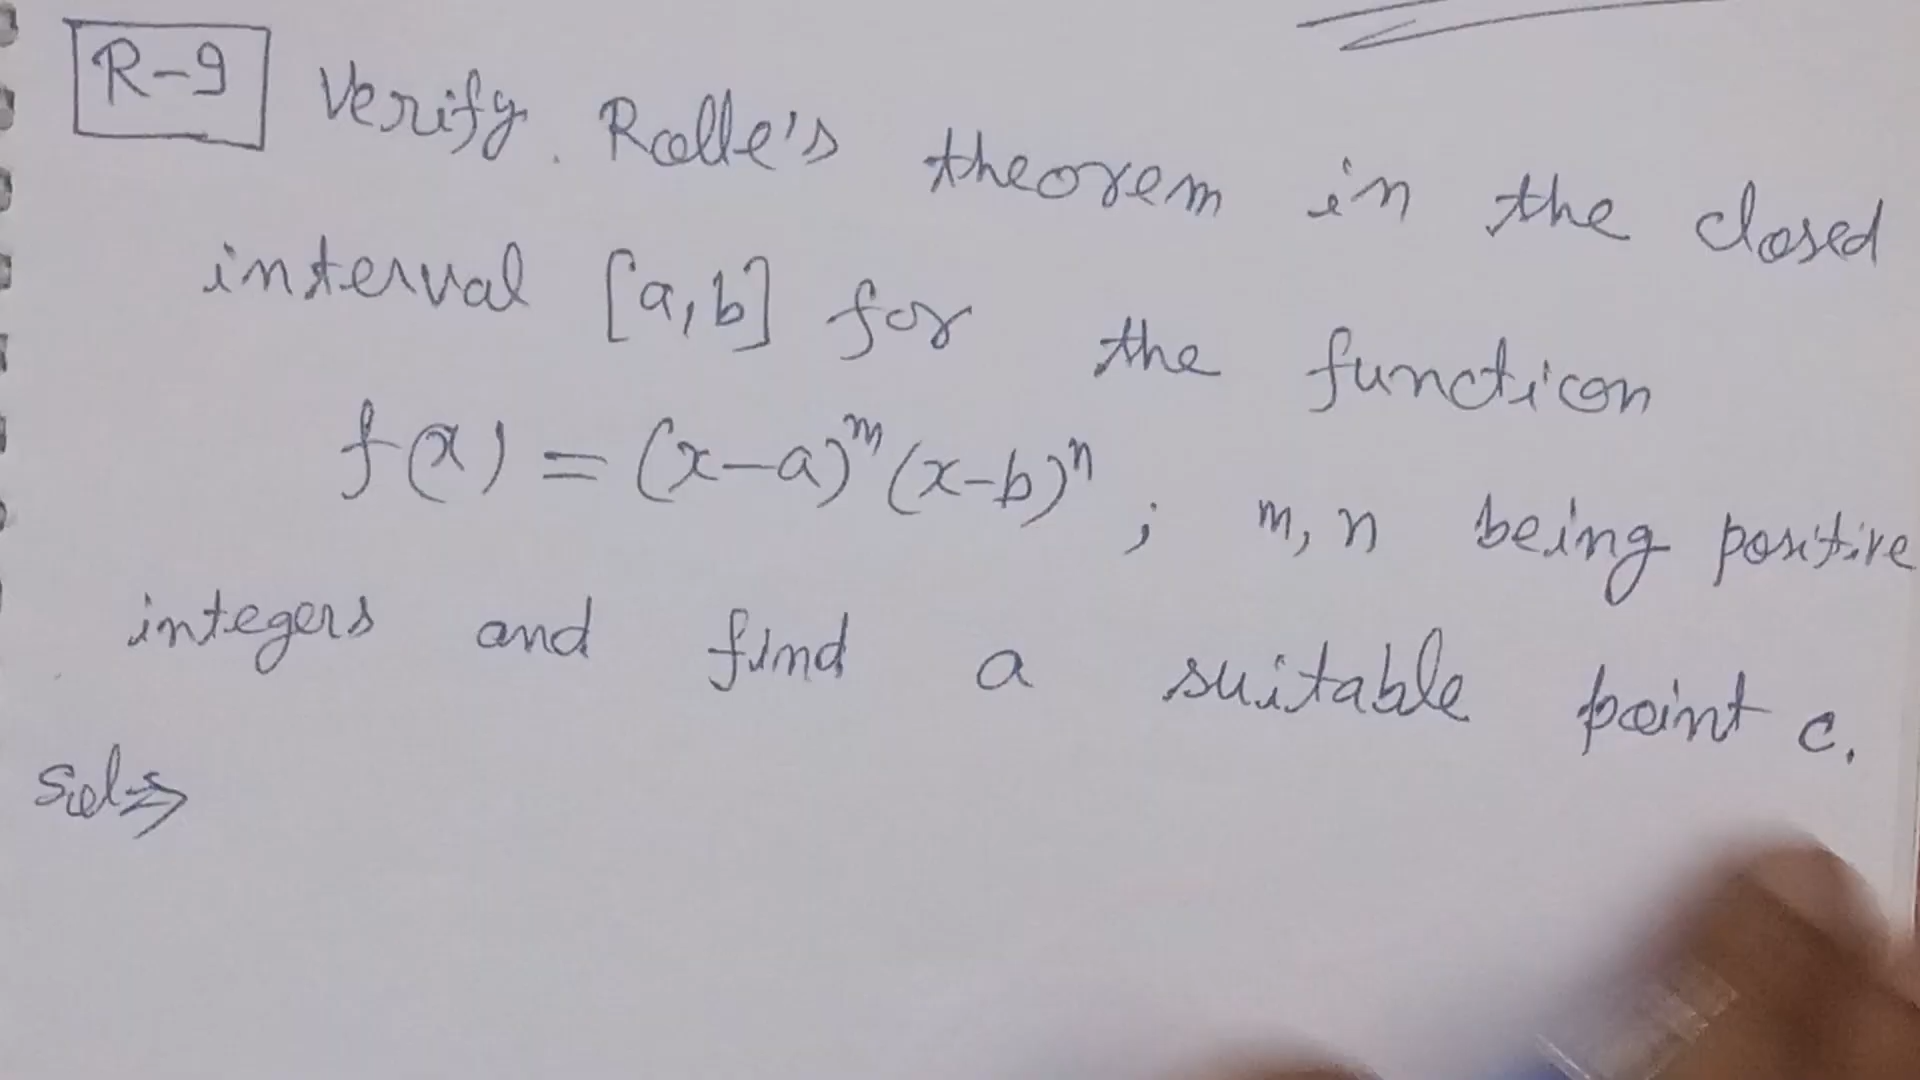 R-9 Verify Rolle's theorem in the closed
interval [a,b] for the function
f(x) = (x-a)^m (x-b)^n ; m, n being positive
integers and find a suitable point c.
Sol ⇒